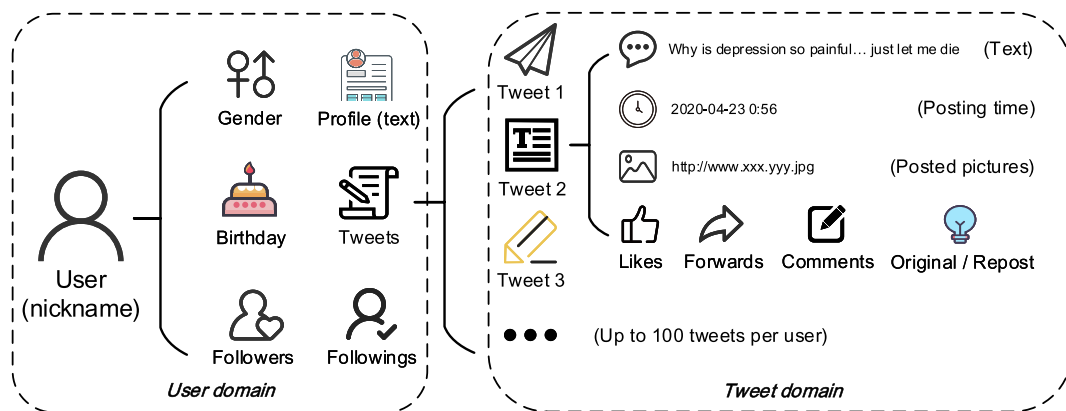 Gender
Profile (text)
Birthday
Tweets
User
(nickname)
Followers
Followings
User domain
Tweet 1
T
Tweet 2
Tweet 3
(Up to 100 tweets per user)
Why is depression so painful… just let me die
(Text)
2020-04-23 0:56
(Posting time)
http://www.xxx.yyy.jpg
(Posted pictures)
Likes
Forwards
Comments
Original / Repost
Tweet domain